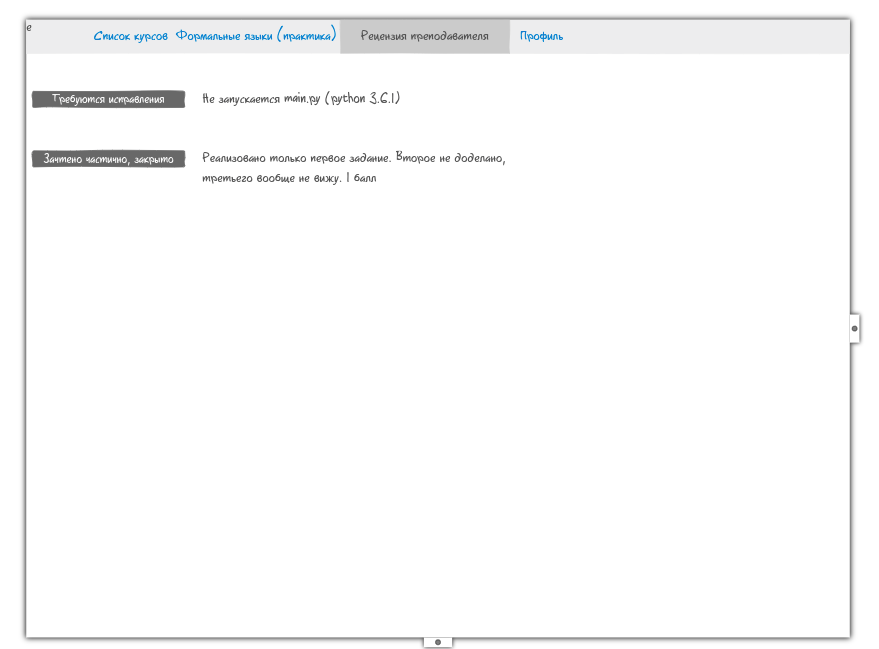 е
Список курсов Формальные языки (практика) Рецензия преподавателя Профиль
Требуются исправления Не запускается main.py (python 3.6.1)
Зачтено частично, закрыто Реализовано только первое задание. Второе не доделано,
третьего вообще не вижу. 1 балл